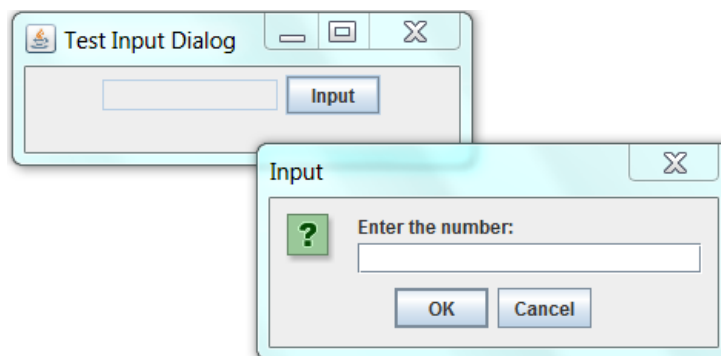 Test Input Dialog
Input
Input
Enter the number:
?
OK Cancel